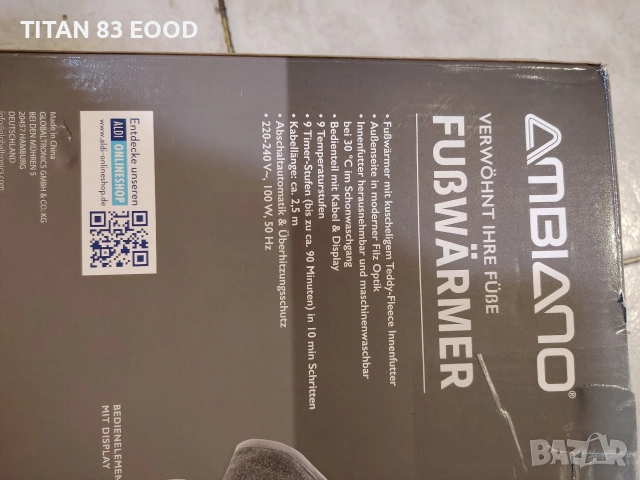 TITAN 83 EOOD
AMBIANO®
VERWÖHNT IHRE FÜßE
FUßWÄRMER
• Fußwärmer mit kuscheligem Teddy-Fleece Innenfutter
• Außenseite in moderner Filz Optik
• Innenfutter herausnehmbar und maschinenwaschbar
bei 30 °C im Schonwaschgang
• Bedienteil mit Kabel & Display
• 9 Temperaturstufen
• 9 Timer-Stufen (bis zu ca. 90 Minuten) in 10 min Schritten
• Kabellänge: ca. 2,5 m
• Abschaltautomatik & Überhitzungsschutz
• 220-240 V~, 100 W, 50 Hz
Entdecke unseren
ALDI ONLINESHOP
www.aldi-onlineshop.de
Made in China
GLOBALTRONICS GMBH & CO. KG
BEI DEN MÜHREN 5
20457 HAMBURG
DEUTSCHLAND
BEDIENELEMEN
MIT DISPLAY
BAZAR